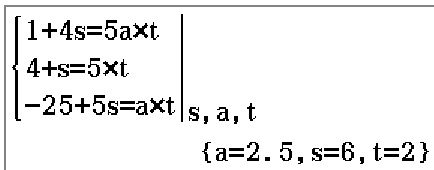 1+4s=5a×t
4+s=5×t
-25+5s=a×t
s,a,t
{a=2.5,s=6,t=2}